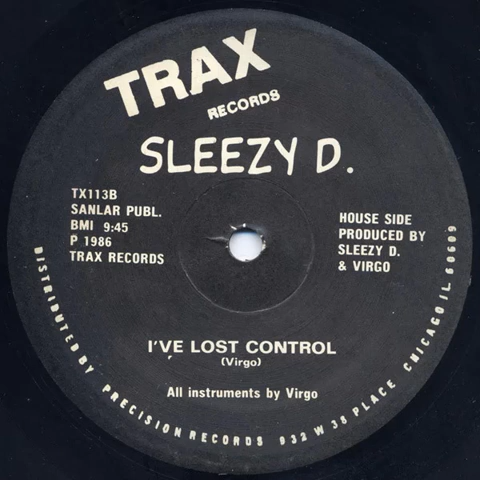 TRAX
RECORDS
SLEEZY D.
TX113B
SANLAR PUBL.
BMI 9:45
P 1986
TRAX RECORDS
HOUSE SIDE
PRODUCED BY
SLEEZY D.
& VIRGO
I'VE LOST CONTROL
(Virgo)
All instruments by Virgo
DISTRIBUTED BY PRECISION RECORDS 932 W 38 PLACE CHICAGO IL 60609